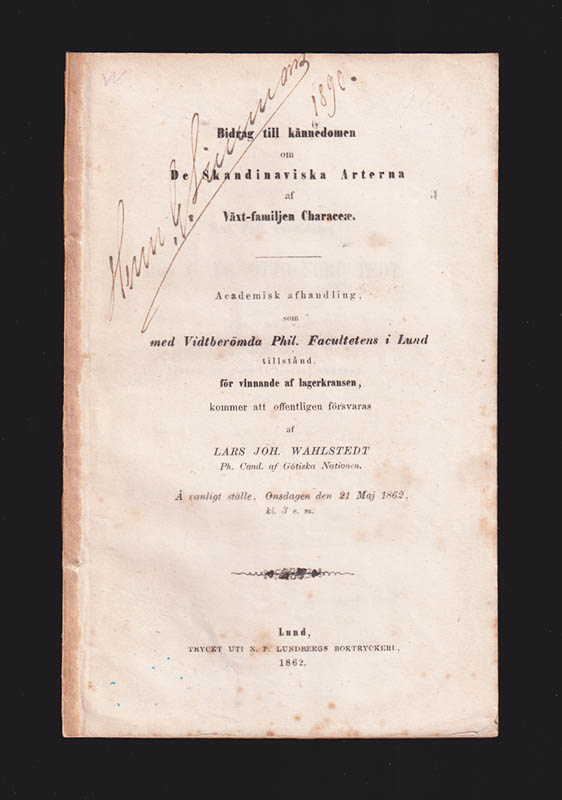 Herm. G. Simmons
1890.
Bidrag till kännedomen
om
De Skandinaviska Arterna
af
Växt-familjen Characeæ.
Academisk afhandling,
som
med Vidtberömda Phil. Facultetens i Lund
tillstånd,
för vinnande af lagerkransen,
kommer att offentligen försvaras
af
LARS JOH. WAHLSTEDT
Ph. Cand. af Götiska Nationen.
Å vanligt ställe, Onsdagen den 21 Maj 1862,
kl. 3 e. m.
Lund,
TRYCKT UTI N. P. LUNDBERGS BOKTRYCKERI,
1862.